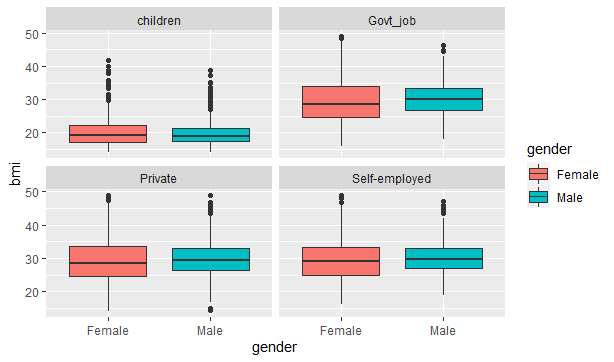 children Govt_job
50
40
30
20
bmi
Private Self-employed
50
40
30
20
Female Male Female Male
gender
gender
Female
Male